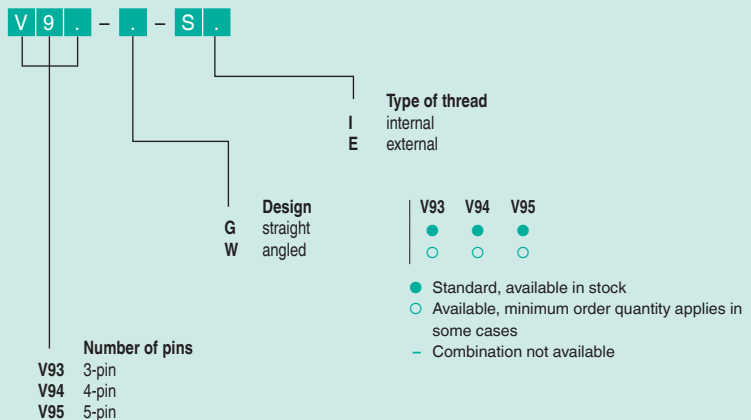 V 9 . – . – S .
Type of thread
I internal
E external
Design
G straight
W angled
V93 V94 V95
● ● ●
○ ○ ○
● Standard, available in stock
○ Available, minimum order quantity applies in
some cases
– Combination not available
Number of pins
V93 3-pin
V94 4-pin
V95 5-pin